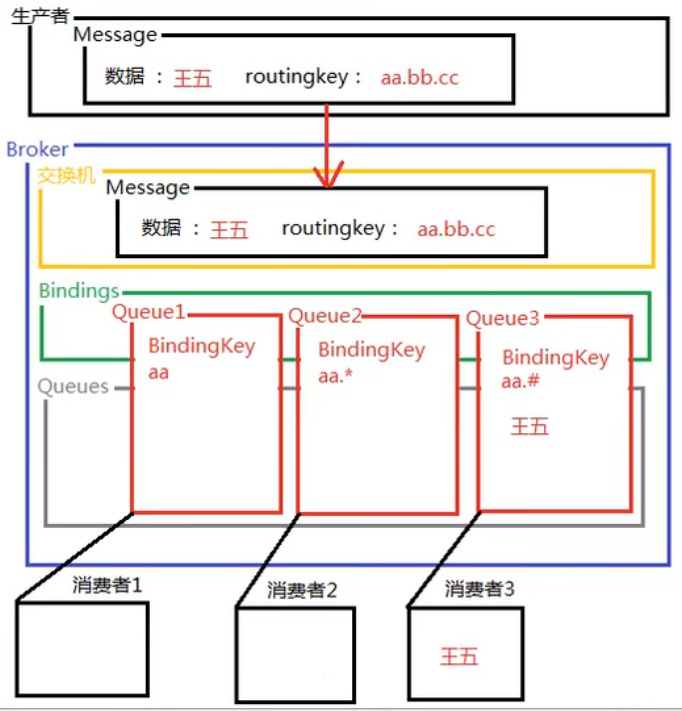 生产者
Message
数据 : 王五 routingkey : aa.bb.cc
Broker
交换机
Message
数据 : 王五 routingkey : aa.bb.cc
Bindings
Queue1 Queue2 Queue3
BindingKey BindingKey BindingKey
aa aa.* aa.#
Queues
王五
消费者1 消费者2 消费者3
王五